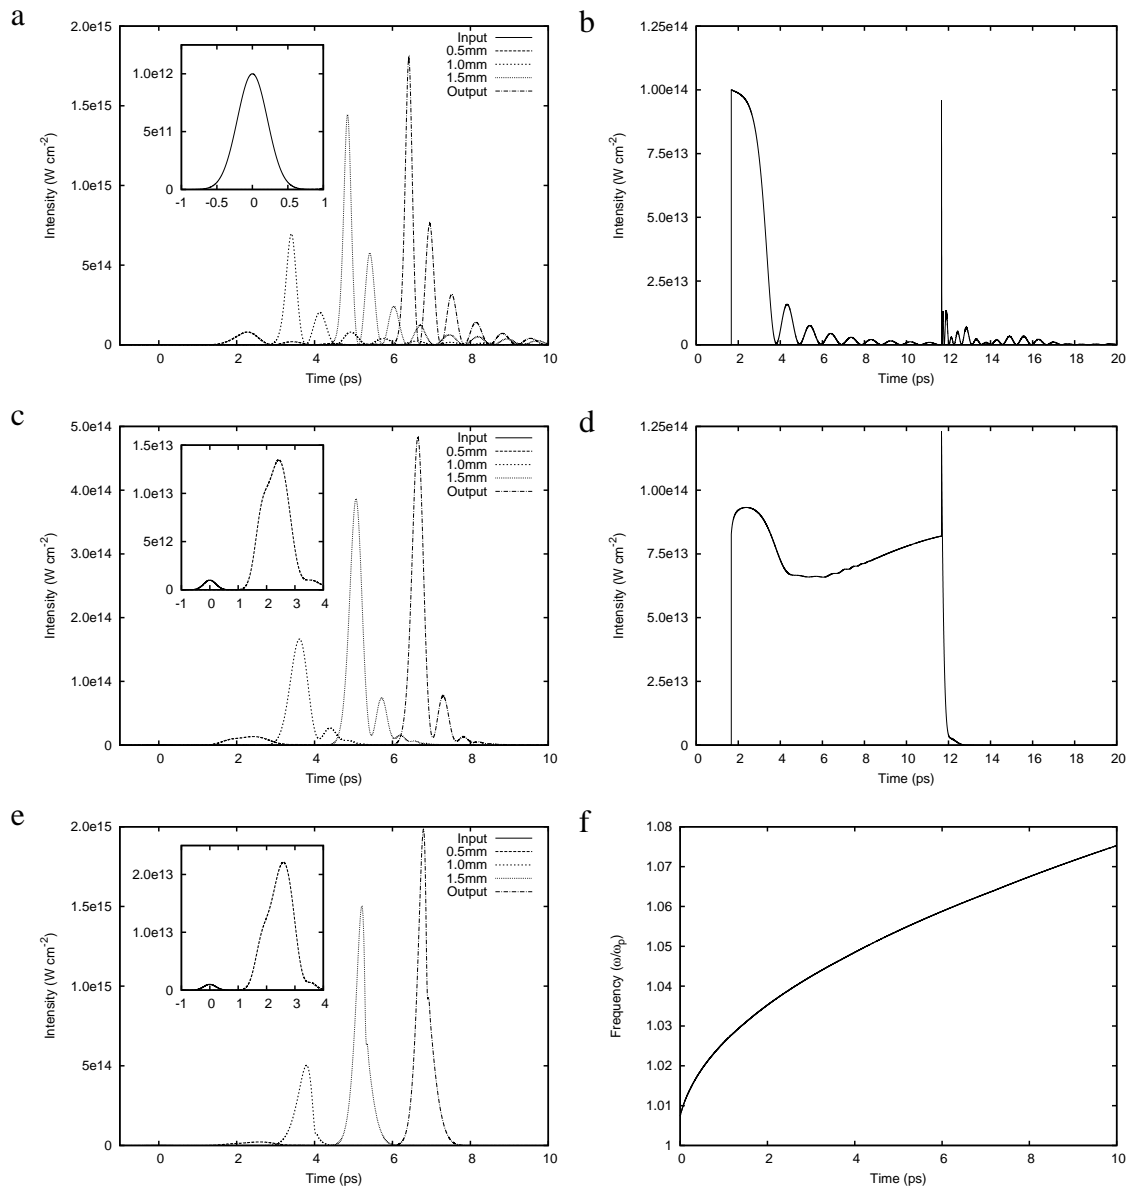 a
2.0e15
1.5e15
1.0e15
5e14
0
Intensity (W cm-2)
0 2 4 6 8 10
Time (ps)
Input
0.5mm
1.0mm
1.5mm
Output
1.0e12
5e11
0
-1 -0.5 0 0.5 1
b
1.25e14
1.00e14
7.5e13
5.0e13
2.5e13
0
Intensity (W cm-2)
0 2 4 6 8 10 12 14 16 18 20
Time (ps)
c
5.0e14
4.0e14
3.0e14
2.0e14
1.0e14
0
Intensity (W cm-2)
0 2 4 6 8 10
Time (ps)
Input
0.5mm
1.0mm
1.5mm
Output
1.5e13
1.0e13
5e12
0
-1 0 1 2 3 4
d
1.25e14
1.00e14
7.5e13
5.0e13
2.5e13
0
Intensity (W cm-2)
0 2 4 6 8 10 12 14 16 18 20
Time (ps)
e
2.0e15
1.5e15
1.0e15
5e14
0
Intensity (W cm-2)
0 2 4 6 8 10
Time (ps)
Input
0.5mm
1.0mm
1.5mm
Output
2.0e13
1.0e13
0
-1 0 1 2 3 4
f
1.08
1.07
1.06
1.05
1.04
1.03
1.02
1.01
1
Frequency (ω/ωp)
0 2 4 6 8 10
Time (ps)